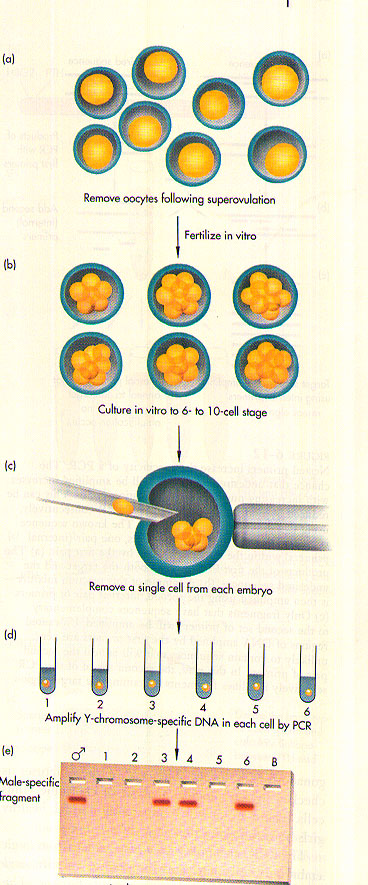 (a)
Remove oocytes following superovulation
Fertilize in vitro
(b)
Culture in vitro to 6- to 10-cell stage
(c)
Remove a single cell from each embryo
(d)
1 2 3 4 5 6
Amplify Y-chromosome-specific DNA in each cell by PCR
(e)
♂ 1 2 3 4 5 6 B
Male-specific
fragment